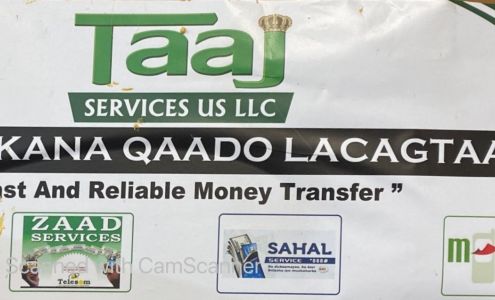 Taaj
SERVICES US LLC
KANA QAADO LACAGTAA
ast And Reliable Money Transfer ”
ZAAD
SERVICES
Telesom
SAHAL
SERVICE
m
Scanned with CamScanner